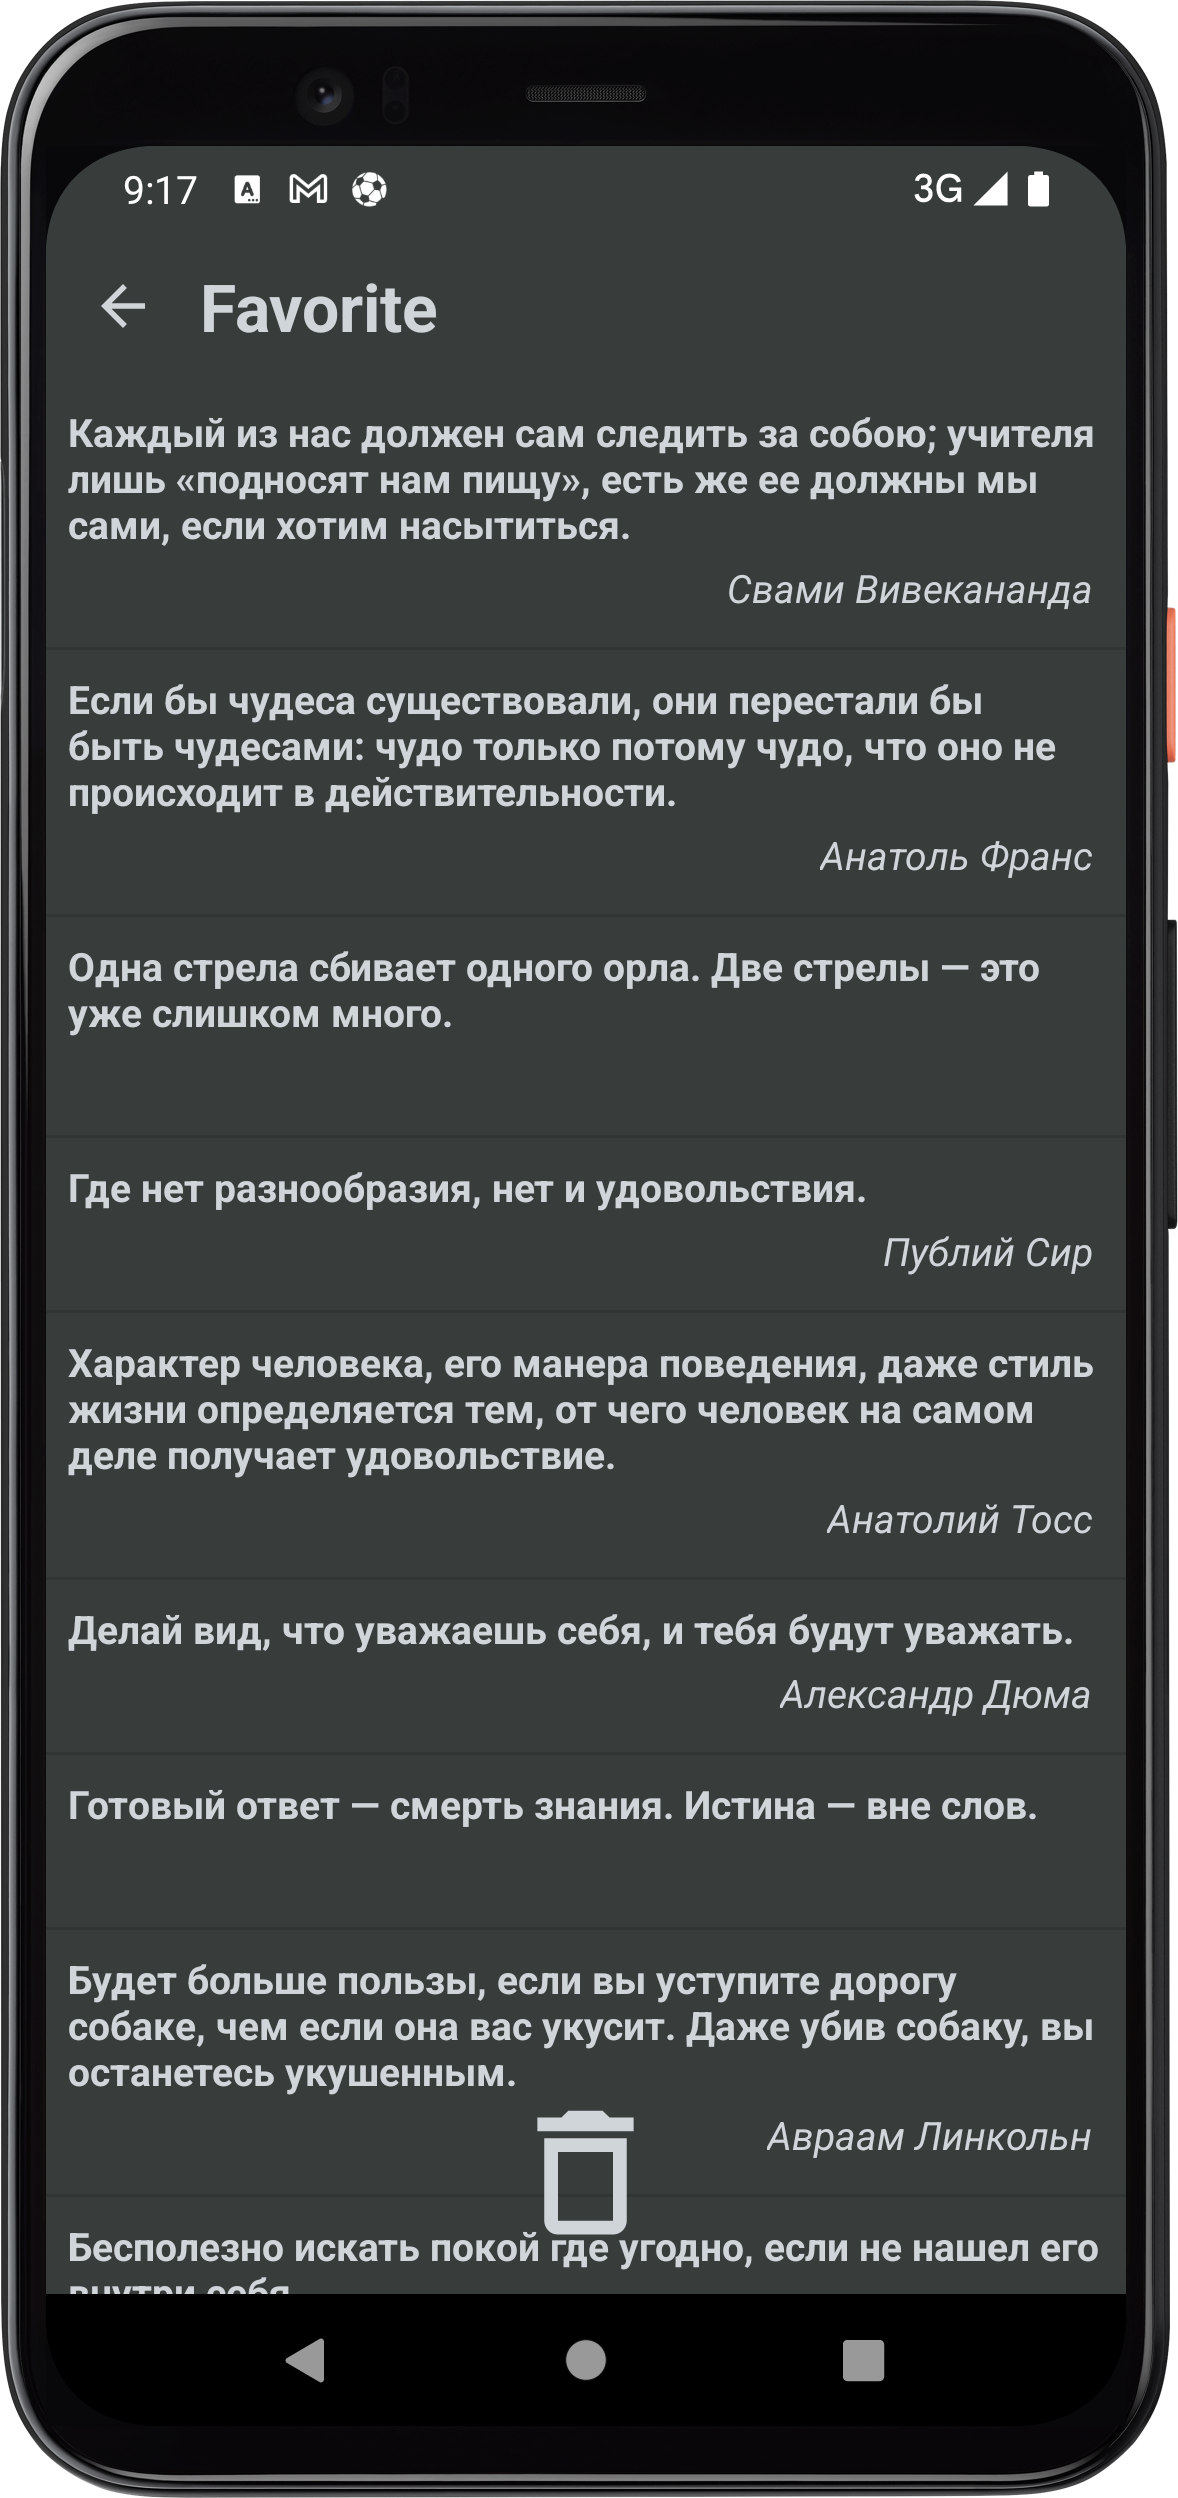 9:17
3G
Favorite
Каждый из нас должен сам следить за собою; учителя
лишь «подносят нам пищу», есть же ее должны мы
сами, если хотим насытиться.
Свами Вивекананда
Если бы чудеса существовали, они перестали бы
быть чудесами: чудо только потому чудо, что оно не
происходит в действительности.
Анатоль Франс
Одна стрела сбивает одного орла. Две стрелы — это
уже слишком много.
Где нет разнообразия, нет и удовольствия.
Публий Сир
Характер человека, его манера поведения, даже стиль
жизни определяется тем, от чего человек на самом
деле получает удовольствие.
Анатолий Тосс
Делай вид, что уважаешь себя, и тебя будут уважать.
Александр Дюма
Готовый ответ — смерть знания. Истина — вне слов.
Будет больше пользы, если вы уступите дорогу
собаке, чем если она вас укусит. Даже убив собаку, вы
останетесь укушенным.
Авраам Линкольн
Бесполезно искать покой где угодно, если не нашел его
внутри себя